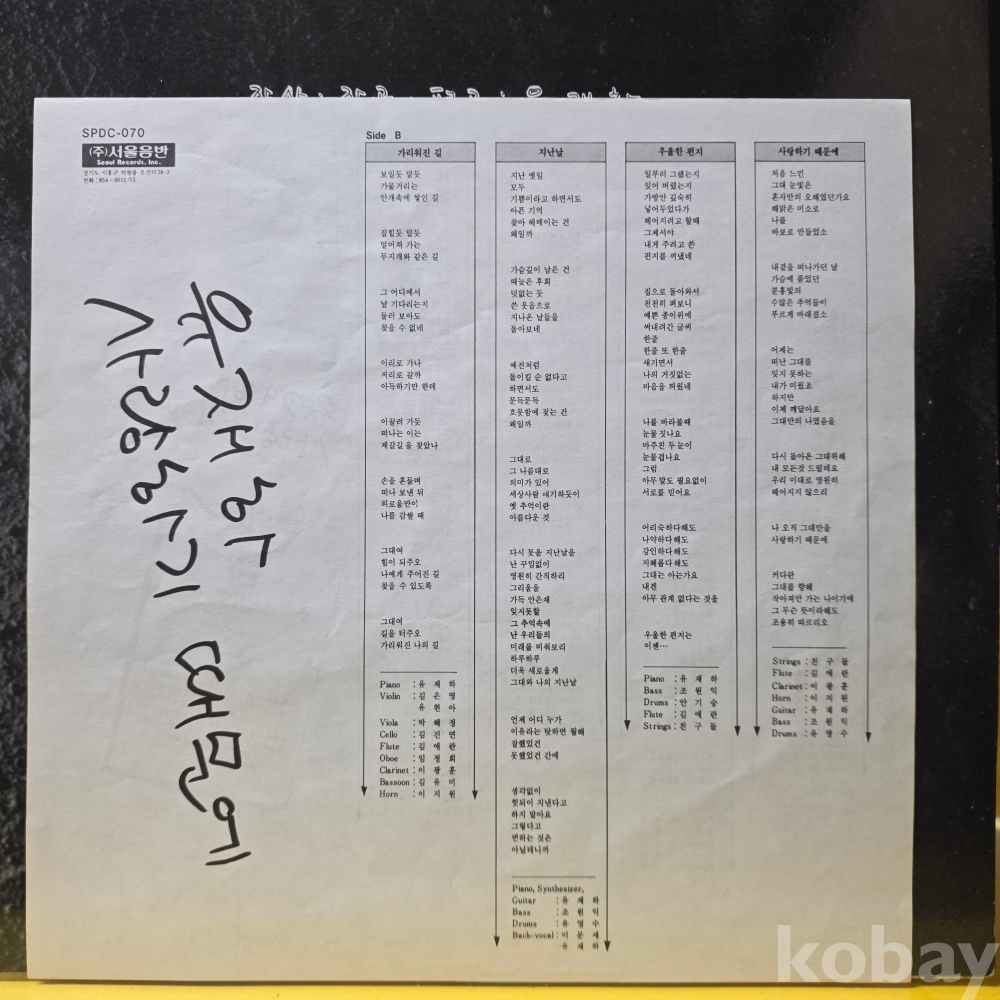 SPDC-070
(주)서울음반
Seoul Records, Inc.
경기도 시흥군 의왕읍 오전리 38-3
전화 : 854-0012/13
유재하
사랑하기 때문에
Side B
가리워진 길
보일듯 말듯
가물거리는
안개속에 쌓인 길
잡힐듯 말듯
멀어져 가는
무지개와 같은 길
그 어디에서
날 기다리는지
둘러 보아도
찾을 수 없네
이리로 가나
저리로 갈까
아득하기만 한데
이끌려 가듯
떠나는 이는
제갈길을 찾았나
손을 흔들며
떠나 보낸 뒤
외로움만이
나를 감쌀 때
그대여
힘이 되주오
나에게 주어진 길
찾을 수 있도록
그대여
길을 터주오
가리워진 나의 길
Piano : 유 재 하
Violin : 김 은 영
유 현 아
Viola : 박 혜 정
Cello : 김 진 연
Flute : 김 애 란
Oboe : 임 정 희
Clarinet : 이 광 훈
Bassoon : 김 유 미
Horn : 이 지 원
지난날
지난 옛일
모두
기쁨이라고 하면서도
아픈 기억
찾아 헤메이는 건
왜일까
가슴깊이 남은 건
때늦은 후회
덧없는 듯
쓴 웃음으로
지나온 날들을
돌아보네
예전처럼
돌이킬 순 없다고
하면서도
문득문득
흐뭇함에 젖는 건
왜일까
그대로
그 나름대로
의미가 있어
세상사람 얘기하듯이
옛 추억이란
아름다운 것
다시 못올 지난날을
난 꾸밈없이
영원히 간직하리
그리움을
가득 안은채
잊지못할
그 추억속에
난 우리들의
미래를 비춰보리
하루하루
더욱 새로웁게
그대와 나의 지난날
언제 어디 누가
이유라는 탓하면 뭘해
잘했었건
못했었건 간에
생각없이
헛되이 지낸다고
하지 말아요
그렇다고
변하는 것은
아닐테니까
Piano, Synthesizer,
Guitar : 유 재 하
Bass : 조 원 익
Drums : 유 영 수
Back-vocal : 이 문 세
유 재 하
우울한 편지
일부러 그랬는지
잊어 버렸는지
가방안 깊숙히
넣어두었다가
헤어지려고 할때
그제서야
내게 주려고 쓴
편지를 꺼냈네
집으로 돌아와서
천천히 펴보니
예쁜 종이위에
써내려간 글씨
한줄
한줄 또 한줄
새기면서
나의 거짓없는
마음을 띄웠네
나를 바라볼때
눈물 짓나요
마주친 두눈이
눈물겹나요
그럼
아무 말도 필요없이
서로를 믿어요
어리숙하다해도
나약하다해도
강인하다해도
지혜롭다해도
그대는 아는가요
내겐
아무 관계 없다는 것을
우울한 편지는
이젠…
Piano : 유 재 하
Bass : 조 원 익
Drums : 안 기 승
Flute : 김 애 란
Strings : 친 구 들
사랑하기 때문에
처음 느낀
그대 눈빛은
혼자만의 오해였던가요
해맑은 미소로
나를
바보로 만들었소
내곁을 떠나가던 날
가슴에 품었던
분홍빛의
수많은 추억들이
푸르게 바래졌소
어제는
떠난 그대를
잊지 못하는
내가 미웠죠
하지만
이제 깨달아요
그대만의 나였음을
다시 돌아온 그대위해
내 모든것 드릴테요
우리 이대로 영원히
헤어지지 않으리
나 오직 그대만을
사랑하기 때문에
커다란
그대를 향해
작아져만 가는 나이기에
그 무슨 뜻이라해도
조용히 따르리오
Strings : 친 구 들
Flute : 김 애 란
Clarinet : 이 광 훈
Horn : 이 지 원
Guitar : 유 재 하
Bass : 조 원 익
Drums : 유 영 수
kobay